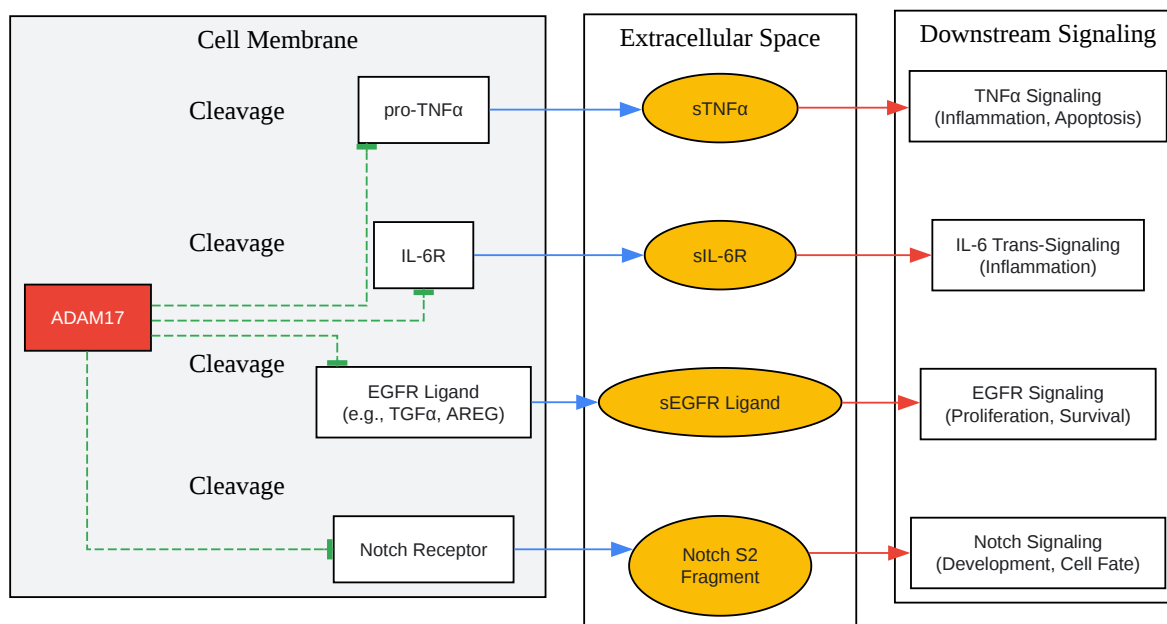 Cell Membrane
Extracellular Space
Downstream Signaling
Cleavage
pro-TNFα
sTNFα
TNFα Signaling
(Inflammation, Apoptosis)
Cleavage
IL-6R
sIL-6R
IL-6 Trans-Signaling
(Inflammation)
ADAM17
Cleavage
EGFR Ligand
(e.g., TGFα, AREG)
sEGFR Ligand
EGFR Signaling
(Proliferation, Survival)
Cleavage
Notch Receptor
Notch S2
Fragment
Notch Signaling
(Development, Cell Fate)